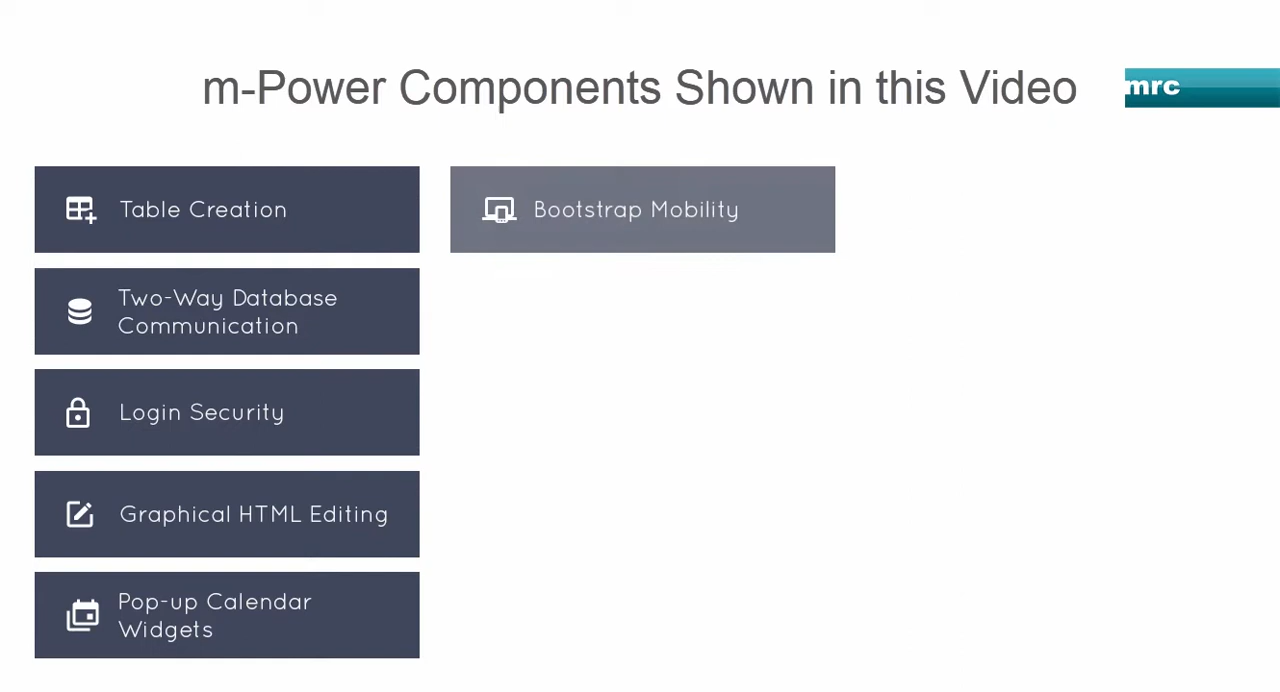 m-Power Components Shown in this Video
mrc
Table Creation
Two-Way Database
Communication
Login Security
Graphical HTML Editing
Pop-up Calendar
Widgets
Bootstrap Mobility